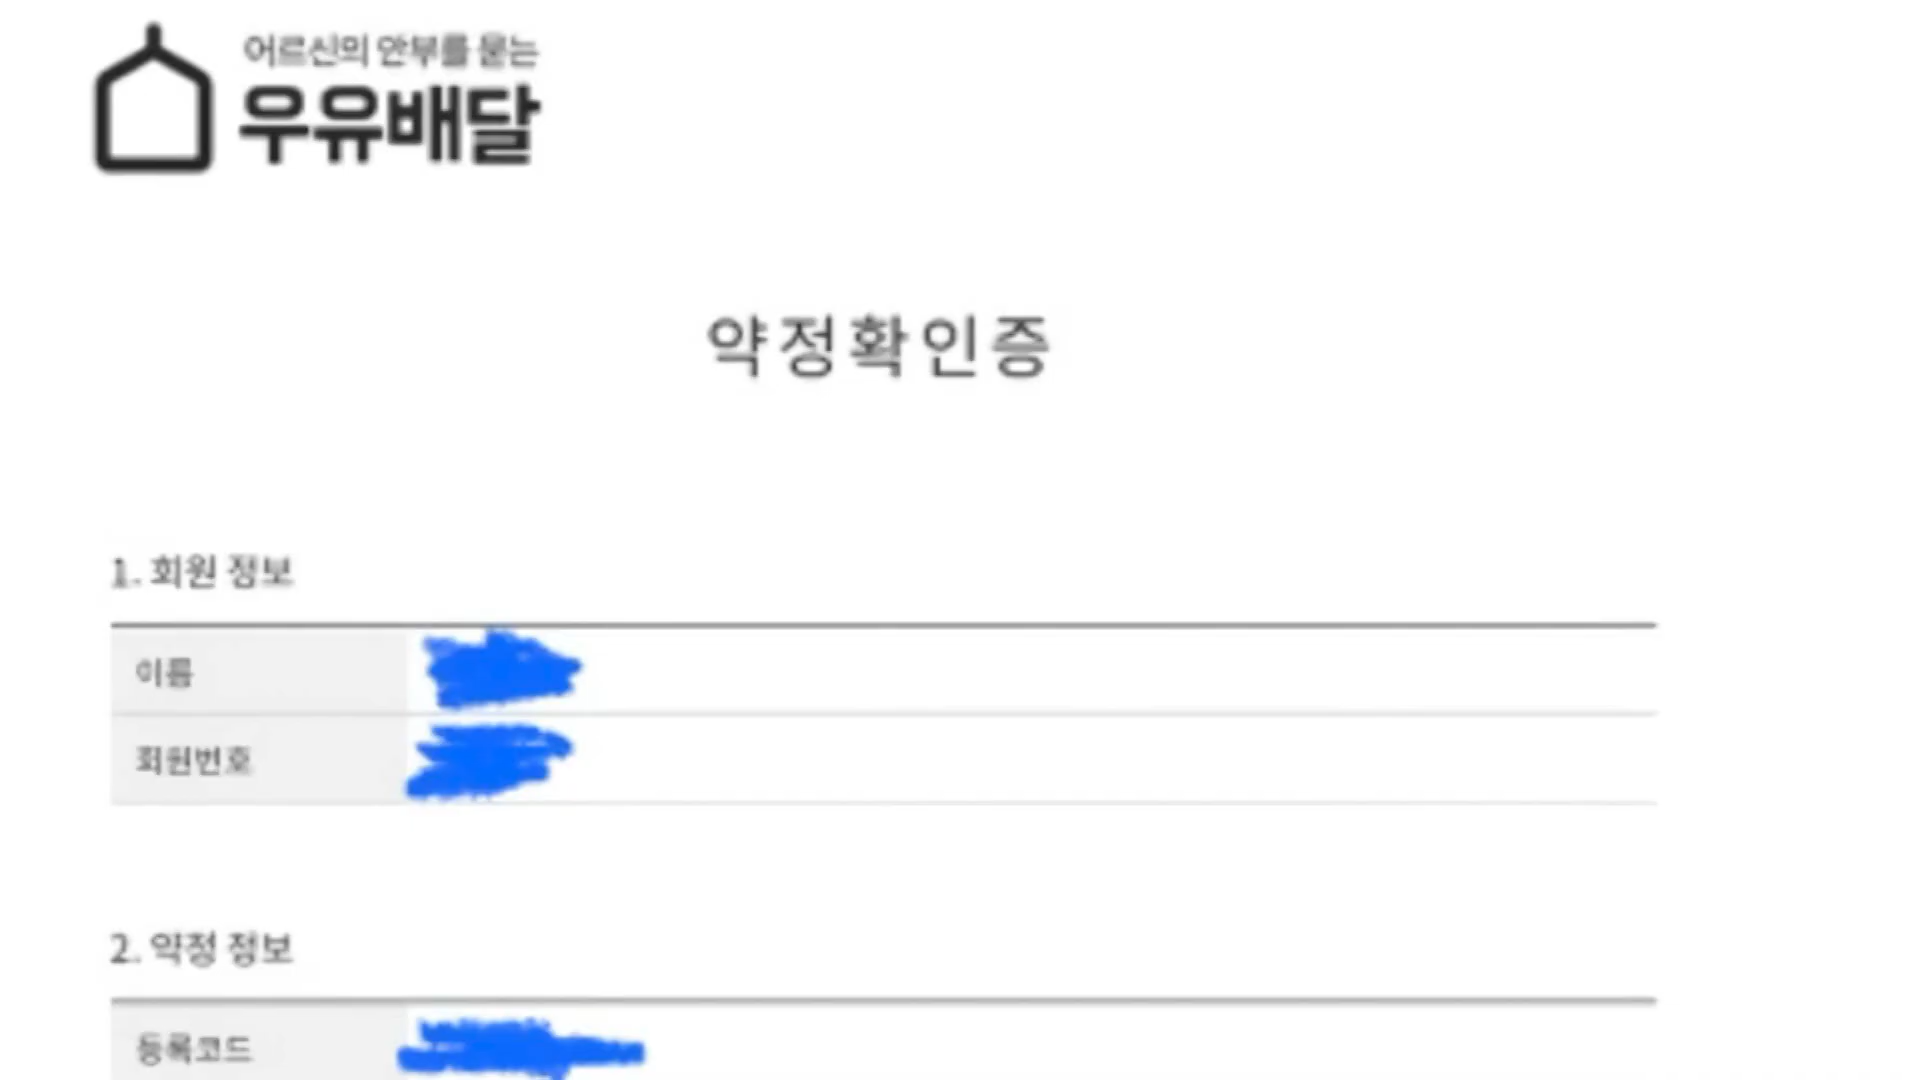 어르신의 안부를 묻는
우유배달
약정확인증
1. 회원 정보
이름
회원번호
2. 약정 정보
등록코드